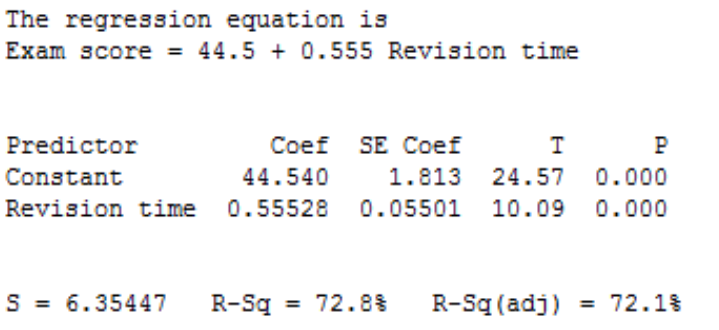 The regression equation is
Exam score = 44.5 + 0.555 Revision time
Predictor Coef SE Coef T P
Constant 44.540 1.813 24.57 0.000
Revision time 0.55528 0.05501 10.09 0.000
S = 6.35447 R-Sq = 72.8% R-Sq(adj) = 72.1%